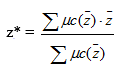 z* = ∑ μc(z̄) · z̄ / ∑ μc(z̄)